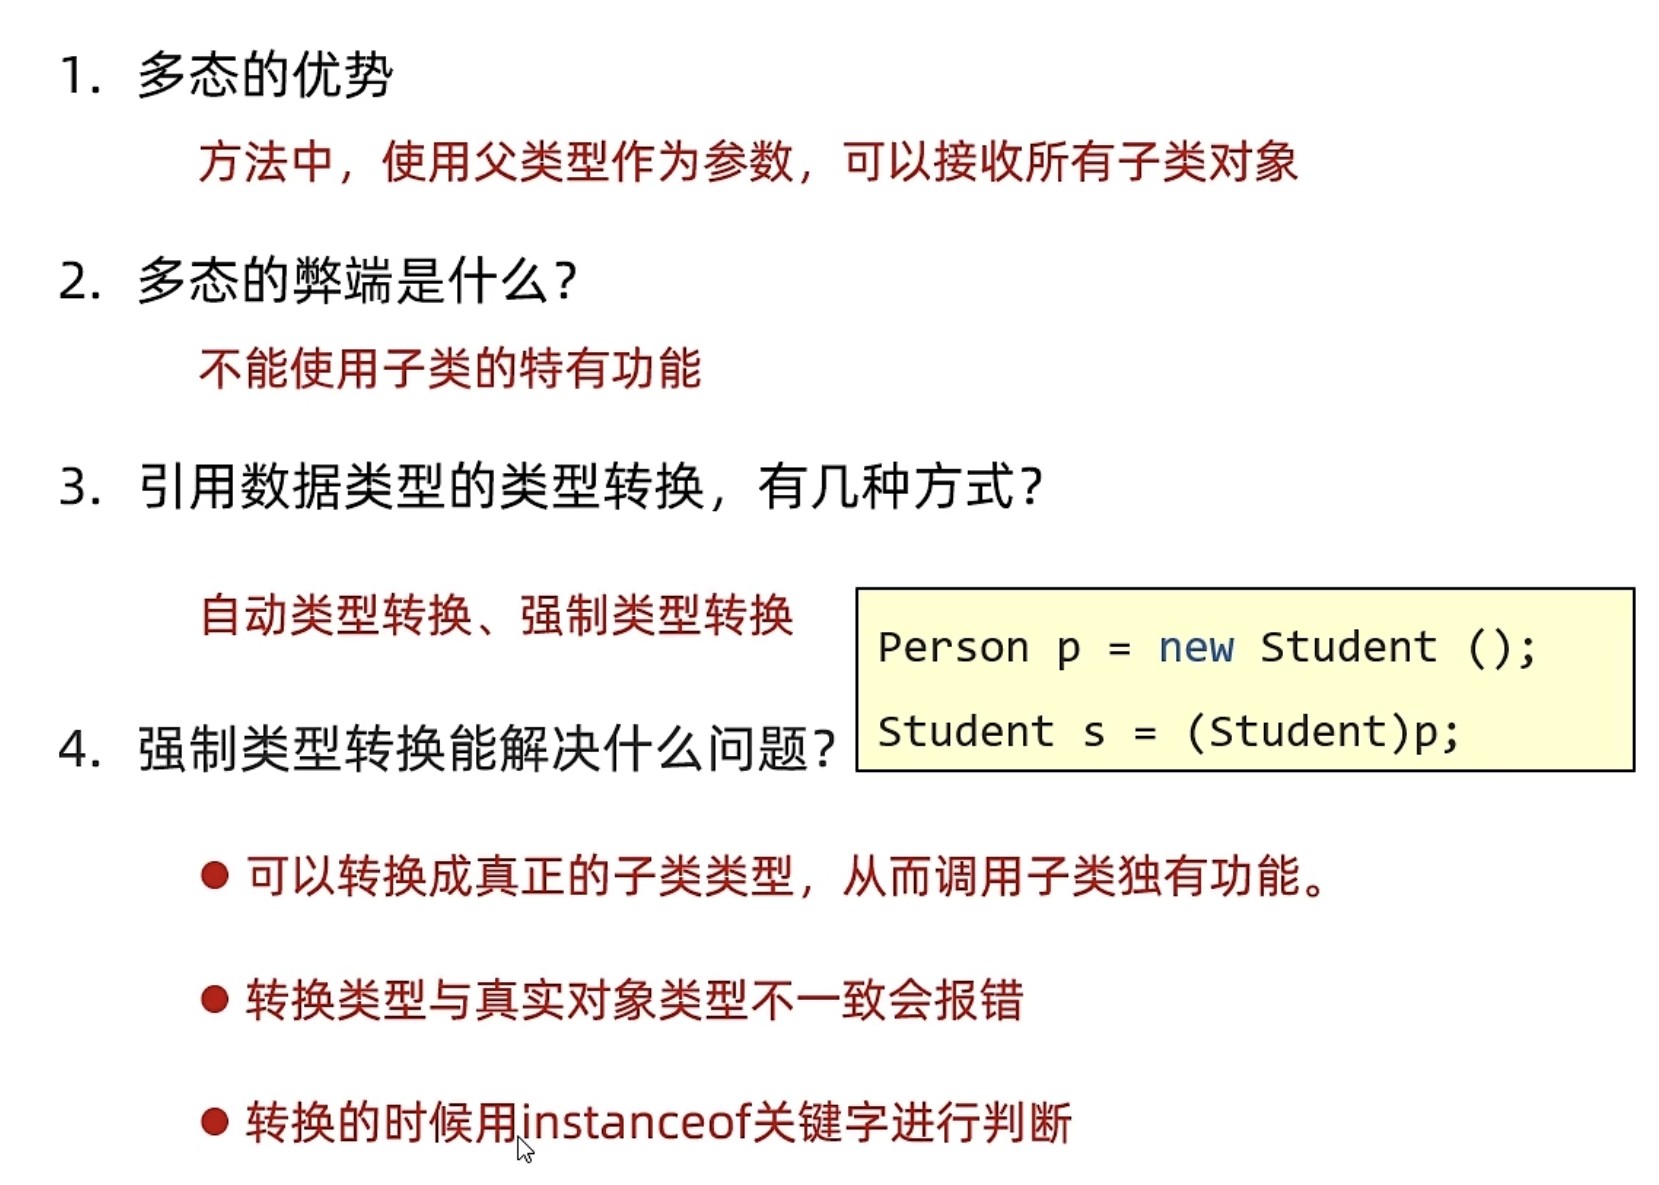 1. 多态的优势
方法中，使用父类型作为参数，可以接收所有子类对象
2. 多态的弊端是什么？
不能使用子类的特有功能
3. 引用数据类型的类型转换，有几种方式？
自动类型转换、强制类型转换
Person p = new Student ();
Student s = (Student)p;
4. 强制类型转换能解决什么问题？
● 可以转换成真正的子类类型，从而调用子类独有功能。
● 转换类型与真实对象类型不一致会报错
● 转换的时候用instanceof关键字进行判断